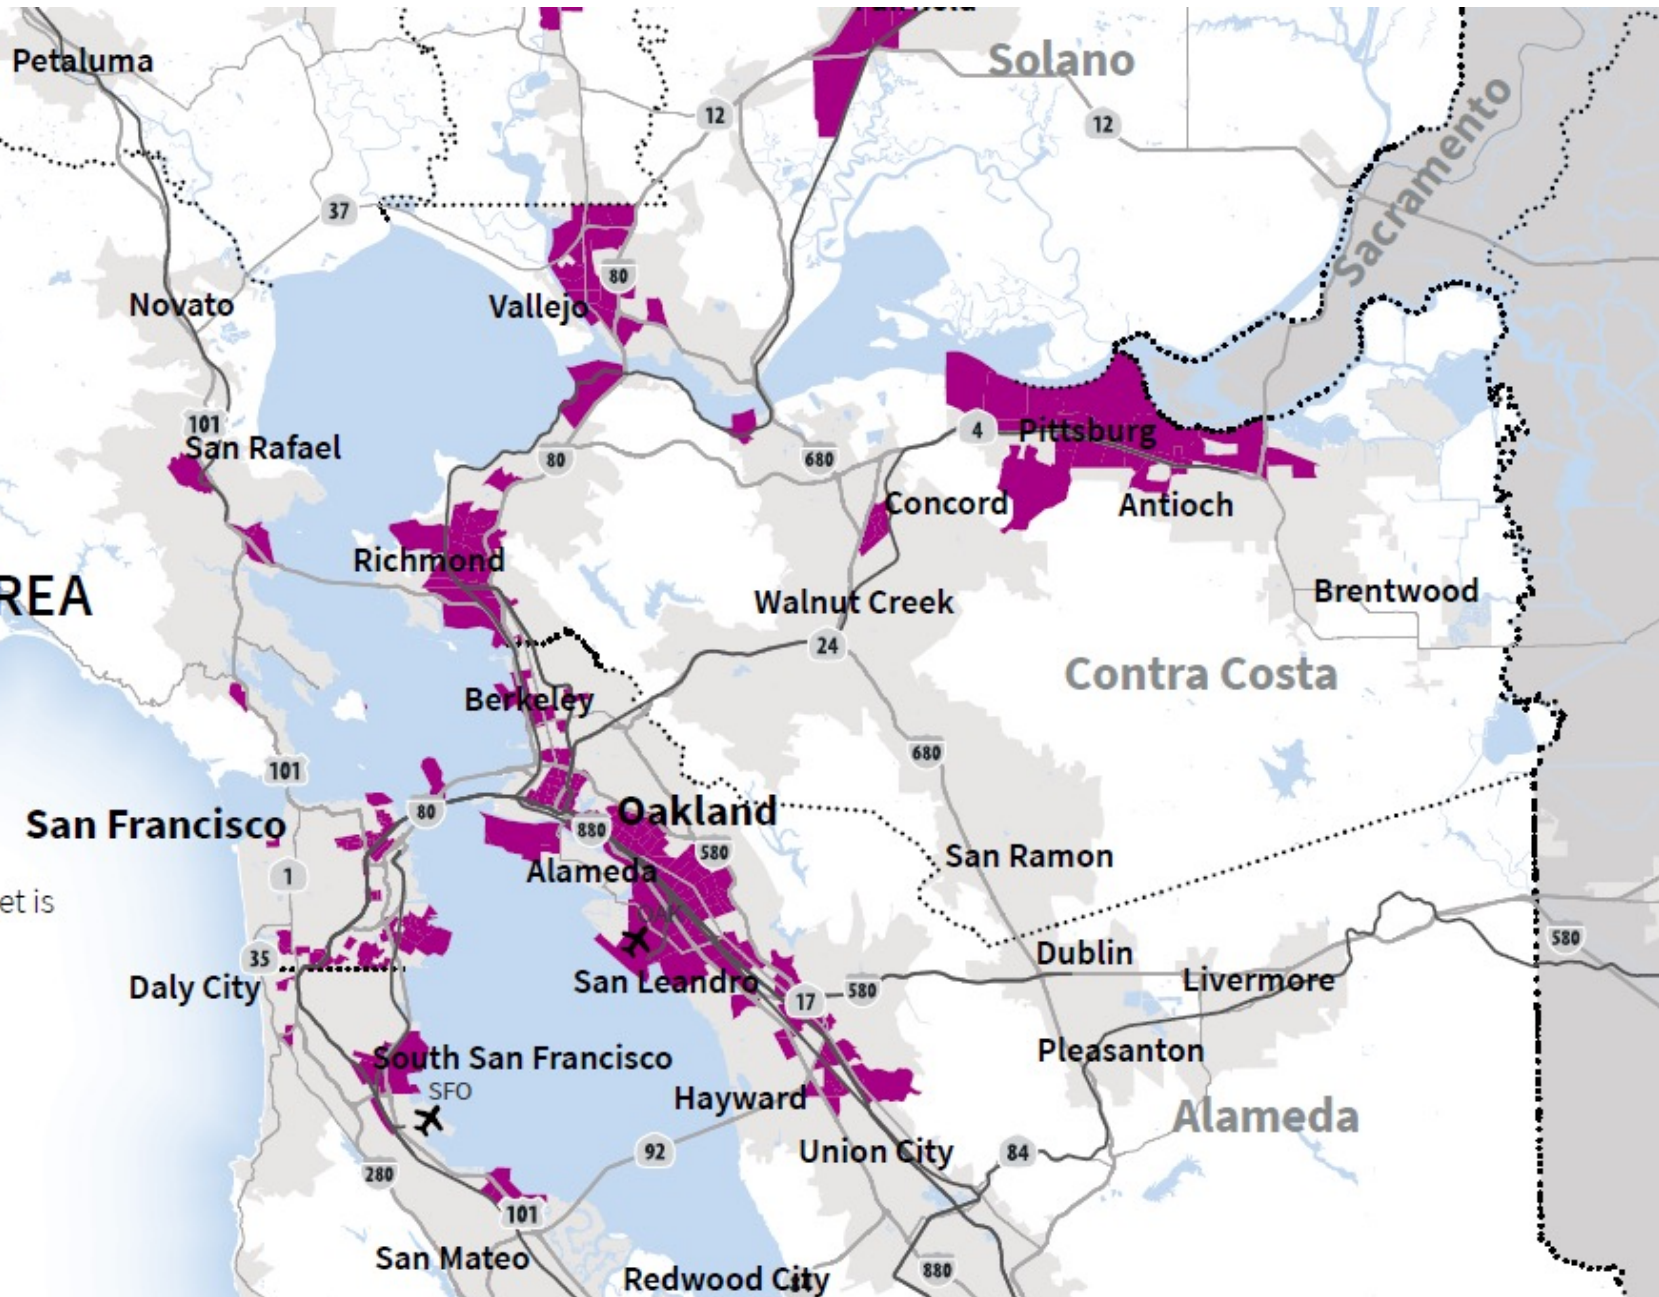 Petaluma
Solano
12
12
Sacramento
37
80
Novato
Vallejo
101
San Rafael
4
Pittsburg
80
680
Concord
Antioch
Richmond
REA
Walnut Creek
Brentwood
24
Contra Costa
Berkeley
680
101
80
Oakland
San Francisco
880
580
San Ramon
1
Alameda
et is
OAK
35
Dublin
580
San Leandro
Daly City
17
580
Livermore
South San Francisco
Pleasanton
SFO
Hayward
Alameda
92
Union City
84
280
101
San Mateo
Redwood City
880